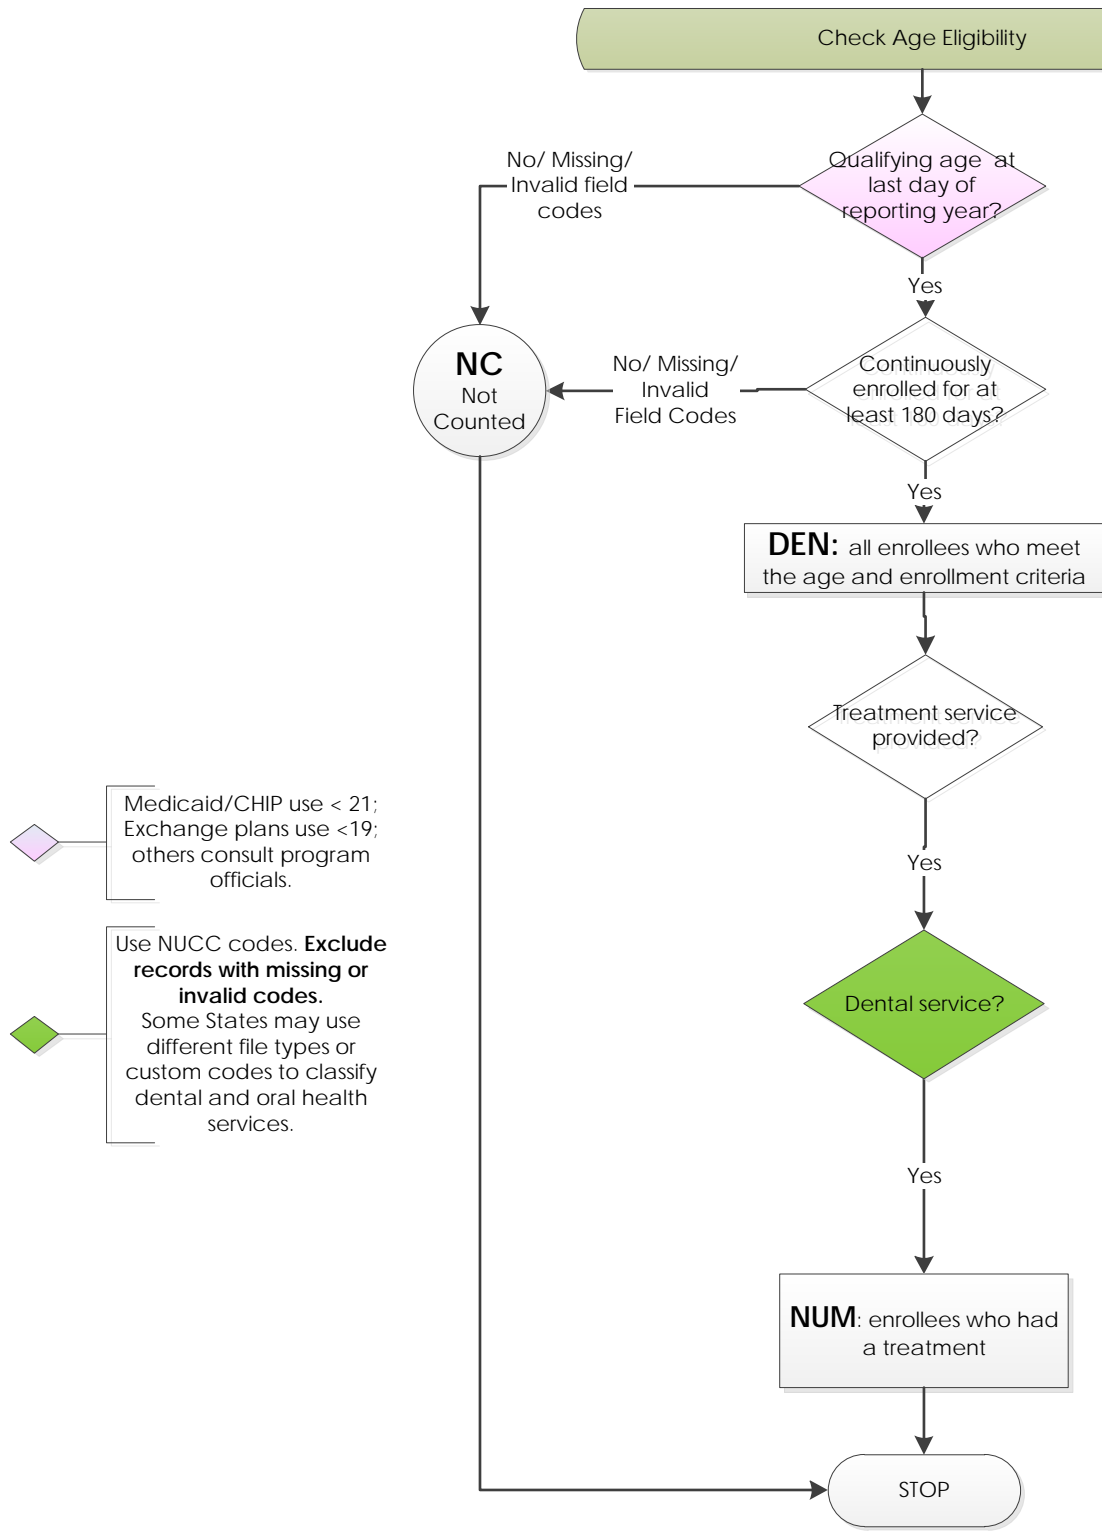 Check Age Eligibility
No/ Missing/
Invalid field
codes
Qualifying age at
last day of
reporting year?
Yes
NC
Not
Counted
No/ Missing/
Invalid
Field Codes
Continuously
enrolled for at
least 180 days?
Yes
DEN: all enrollees who meet
the age and enrollment criteria
Treatment service
provided?
Medicaid/CHIP use < 21;
Exchange plans use <19;
others consult program
officials.
Yes
Use NUCC codes. Exclude
records with missing or
invalid codes.
Some States may use
different file types or
custom codes to classify
dental and oral health
services.
Dental service?
Yes
NUM: enrollees who had
a treatment
STOP